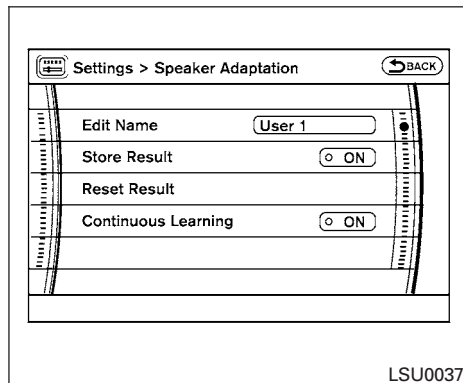 Settings > Speaker Adaptation
BACK
Edit Name User 1
Store Result ON
Reset Result
Continuous Learning ON
LSU0037